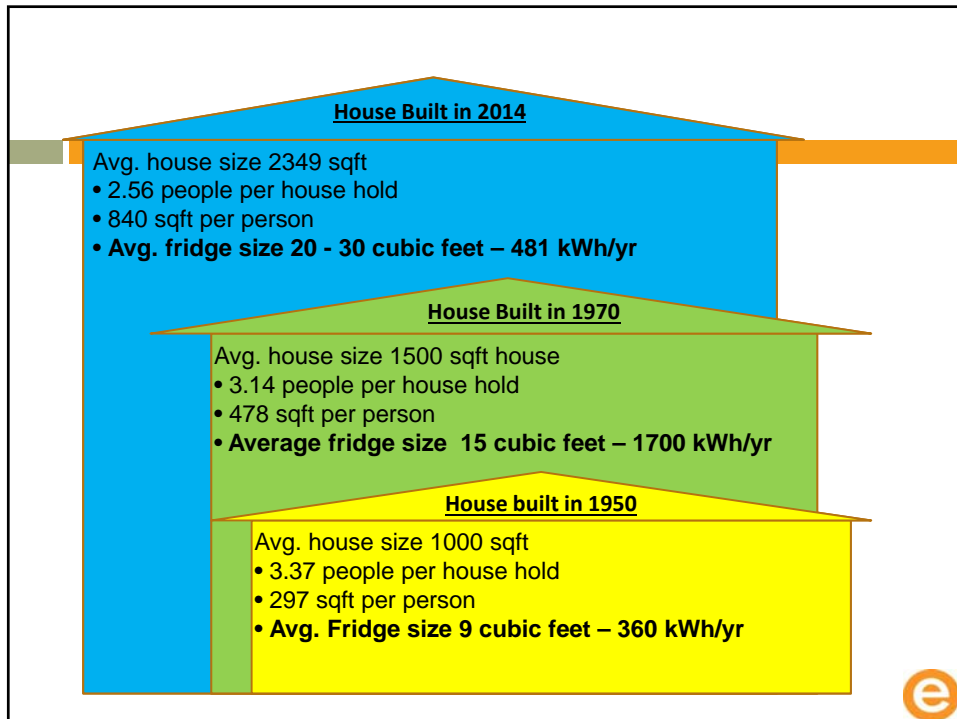 House Built in 2014
Avg. house size 2349 sqft
• 2.56 people per house hold
• 840 sqft per person
• Avg. fridge size 20 - 30 cubic feet – 481 kWh/yr
House Built in 1970
Avg. house size 1500 sqft house
• 3.14 people per house hold
• 478 sqft per person
• Average fridge size  15 cubic feet – 1700 kWh/yr
House built in 1950
Avg. house size 1000 sqft
• 3.37 people per house hold
• 297 sqft per person
• Avg. Fridge size 9 cubic feet – 360 kWh/yr
e